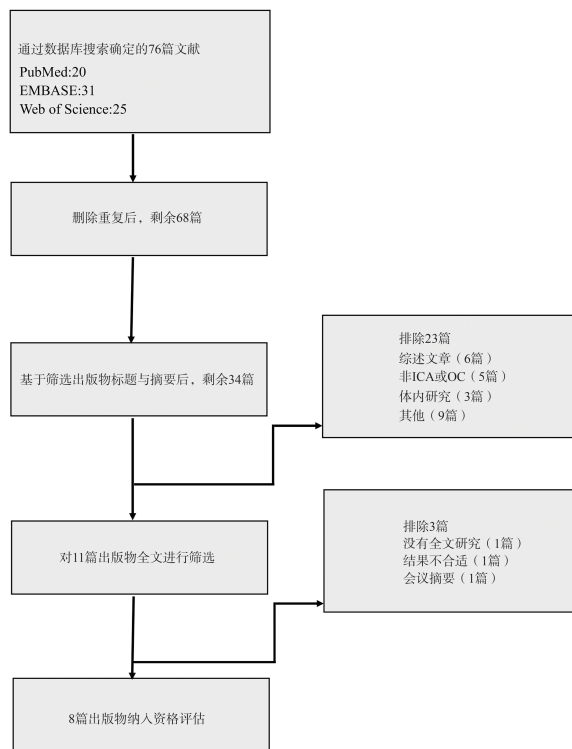 通过数据库搜索确定的76篇文献
PubMed:20
EMBASE:31
Web of Science:25
删除重复后，剩余68篇
基于筛选出版物标题与摘要后，剩余34篇
排除23篇
综述文章（6篇）
非ICA或OC（5篇）
体内研究（3篇）
其他（9篇）
对11篇出版物全文进行筛选
排除3篇
没有全文研究（1篇）
结果不合适（1篇）
会议摘要（1篇）
8篇出版物纳入资格评估